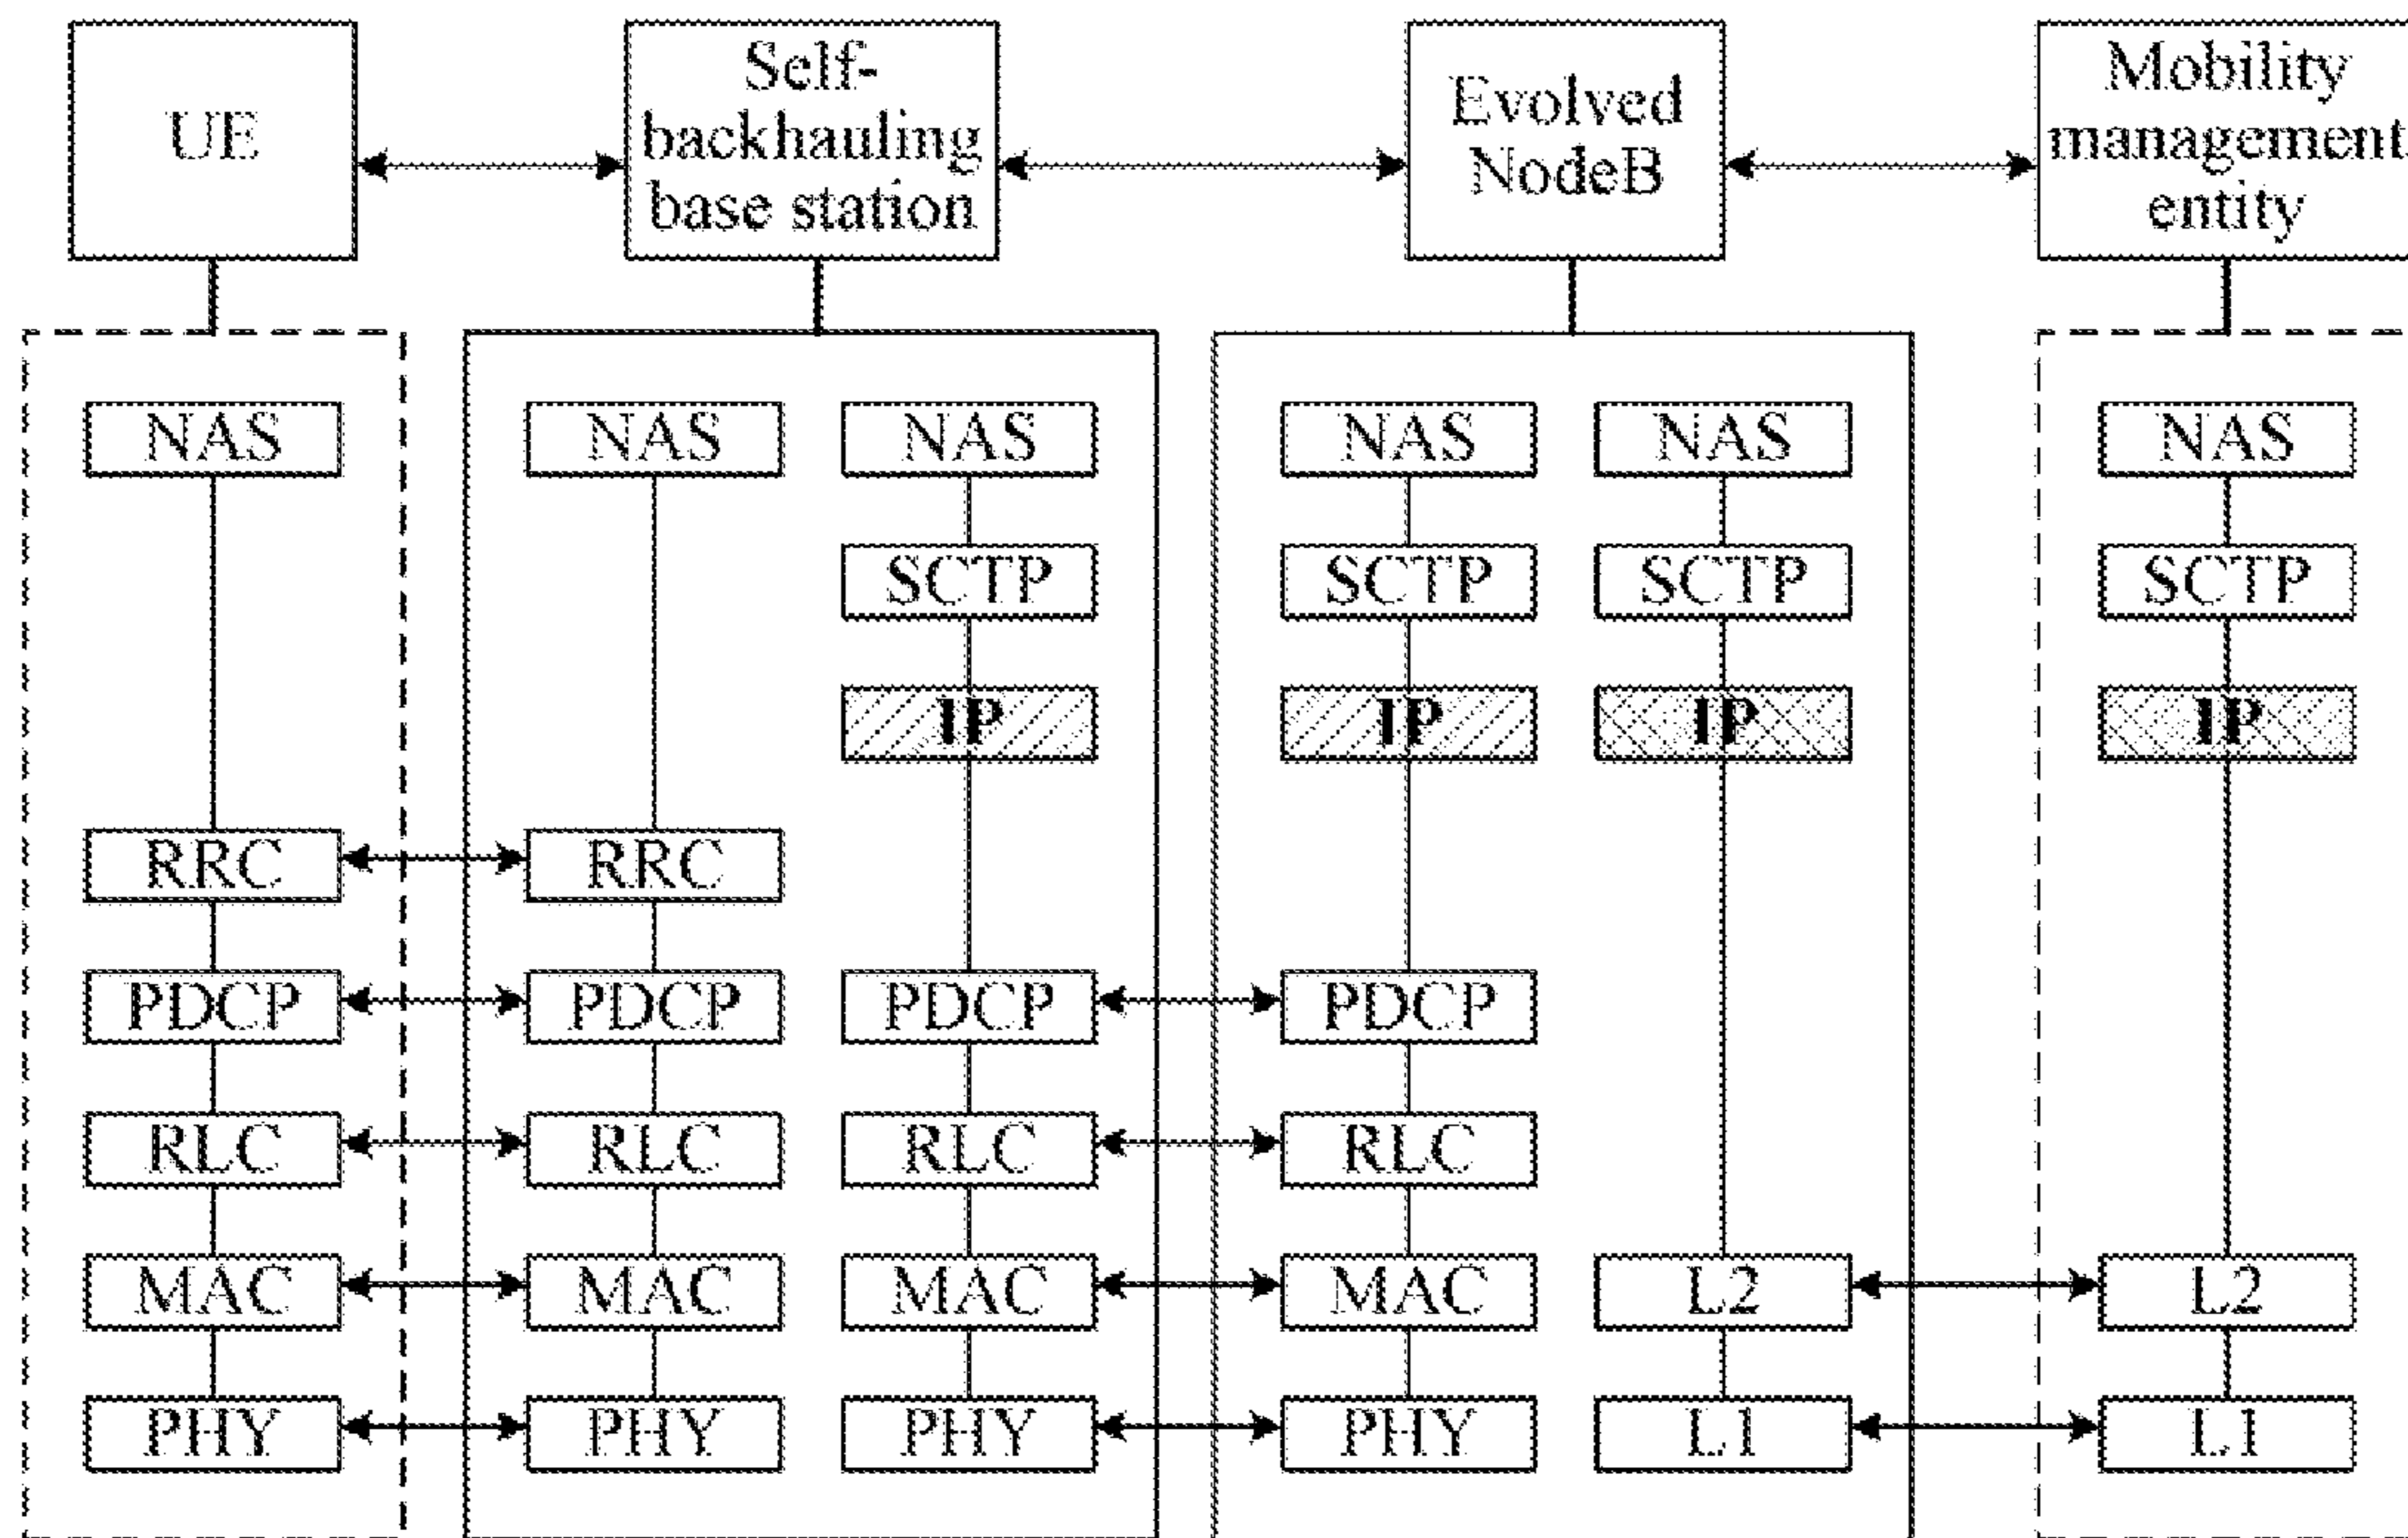 UE
Self-
backhauling
base station
Evolved
NodeB
Mobility
management
entity
NAS NAS NAS NAS NAS NAS
SCTP SCTP SCTP SCTP
IP IP IP IP
RRC RRC
PDCP PDCP PDCP PDCP
RLC RLC RLC RLC
MAC MAC MAC MAC L2 L2
PHY PHY PHY PHY L1 L1